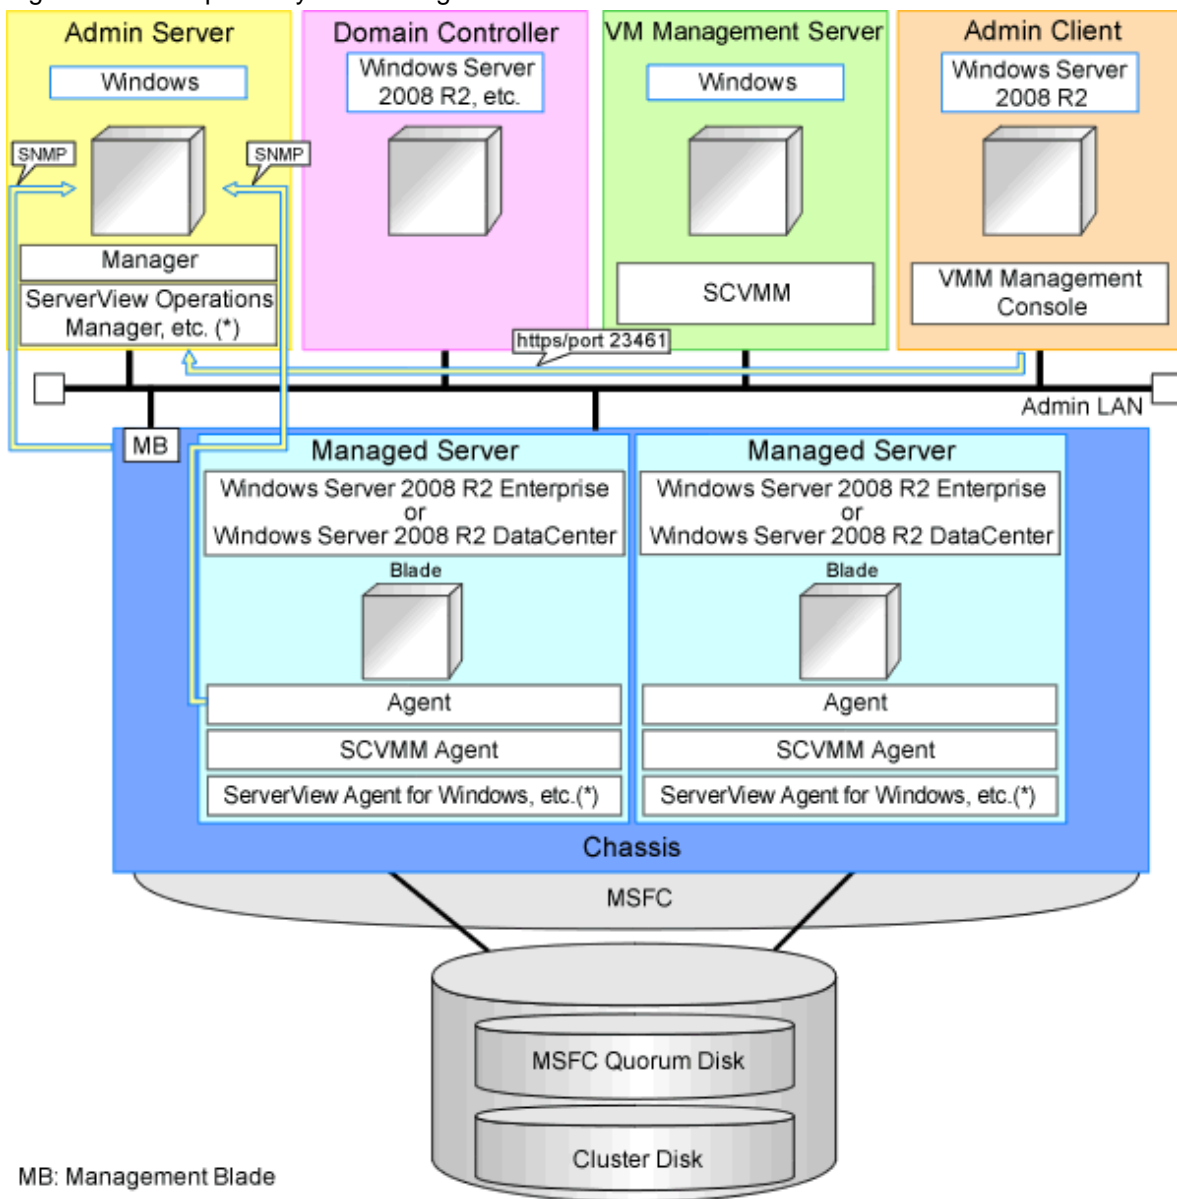 Admin Server
Windows
SNMP
SNMP
Manager
ServerView Operations
Manager, etc. (*)
Domain Controller
Windows Server
2008 R2, etc.
VM Management Server
Windows
SCVMM
Admin Client
Windows Server
2008 R2
VMM Management
Console
https/port 23461
Admin LAN
MB
Managed Server
Windows Server 2008 R2 Enterprise
or
Windows Server 2008 R2 DataCenter
Blade
Agent
SCVMM Agent
ServerView Agent for Windows, etc.(*)
Managed Server
Windows Server 2008 R2 Enterprise
or
Windows Server 2008 R2 DataCenter
Blade
Agent
SCVMM Agent
ServerView Agent for Windows, etc.(*)
Chassis
MSFC
MSFC Quorum Disk
Cluster Disk
MB: Management Blade